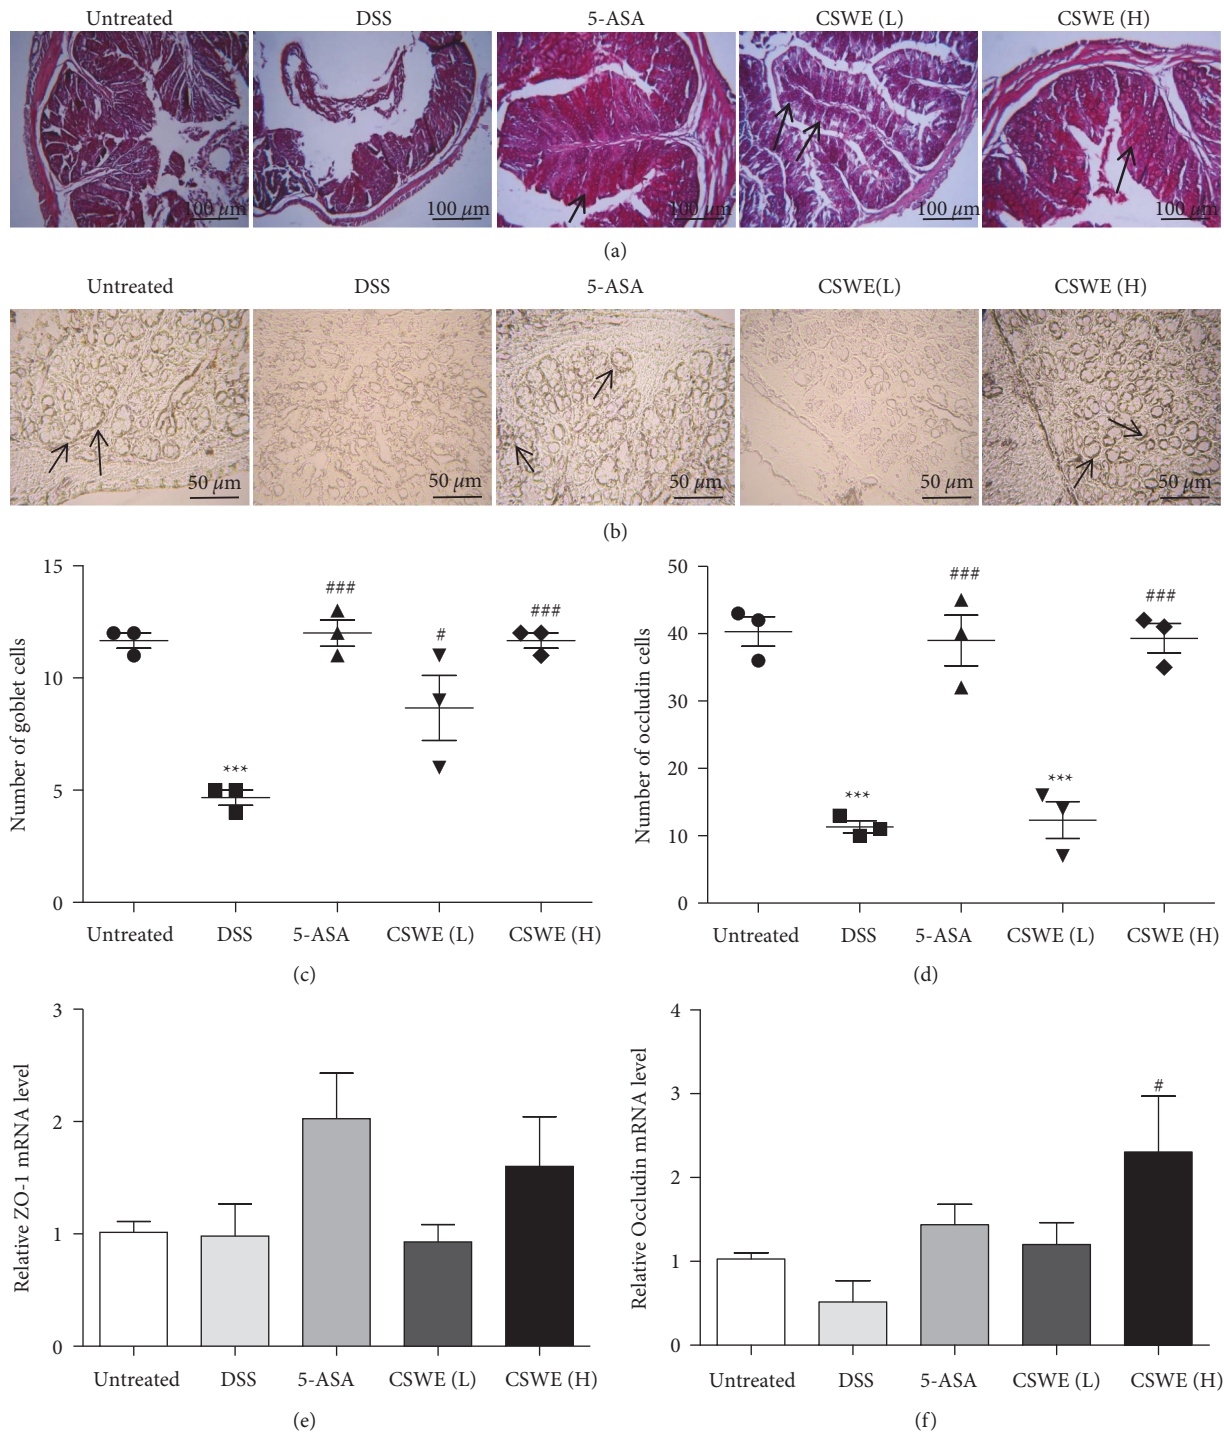 Untreated DSS 5-ASA CSWE (L) CSWE (H)
100 µm 100 µm 100 µm 100 µm 100 µm
(a)
Untreated DSS 5-ASA CSWE(L) CSWE (H)
50 µm 50 µm 50 µm 50 µm 50 µm
(b)
Number of goblet cells
15
10
5
0
***
###
#
###
Untreated DSS 5-ASA CSWE (L) CSWE (H)
(c)
Number of occludin cells
50
40
30
20
10
0
***
###
***
###
Untreated DSS 5-ASA CSWE (L) CSWE (H)
(d)
Relative ZO-1 mRNA level
3
2
1
0
Untreated DSS 5-ASA CSWE (L) CSWE (H)
(e)
Relative Occludin mRNA level
4
3
2
1
0
#
Untreated DSS 5-ASA CSWE (L) CSWE (H)
(f)